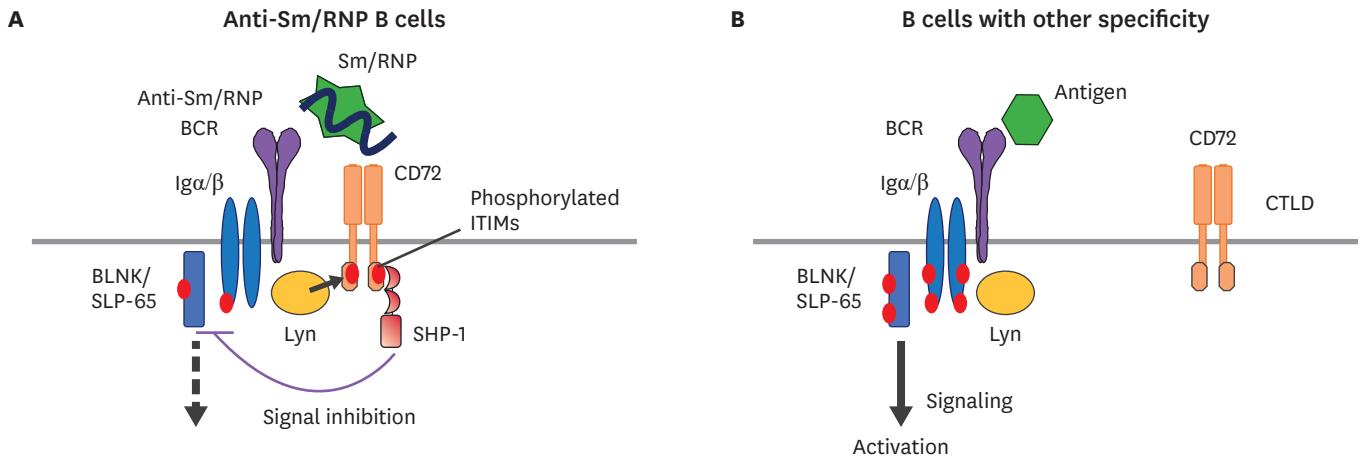 A
Anti-Sm/RNP B cells
Sm/RNP
Anti-Sm/RNP
BCR
CD72
Igα/β
Phosphorylated
ITIMs
BLNK/
SLP-65
Lyn
SHP-1
Signal inhibition
B
B cells with other specificity
Antigen
BCR
CD72
Igα/β
CTLD
BLNK/
SLP-65
Lyn
Signaling
Activation